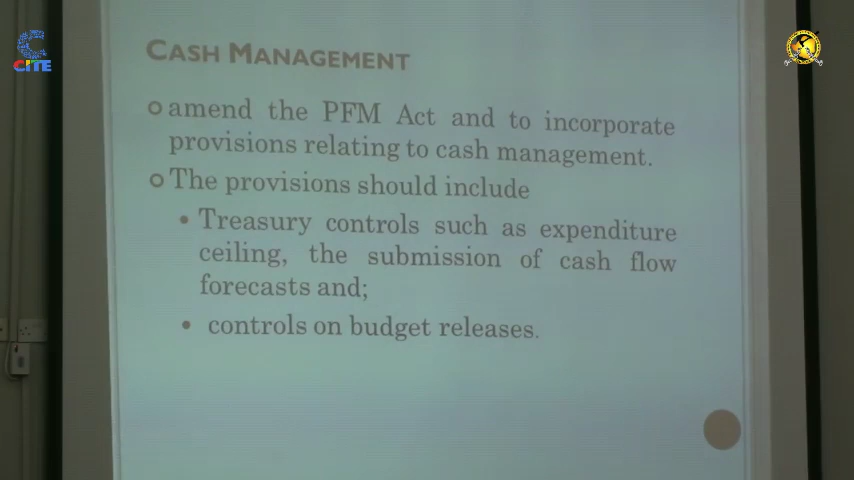 CITE
CASH MANAGEMENT
amend the PFM Act and to incorporate
provisions relating to cash management.
The provisions should include
• Treasury controls such as expenditure
ceiling, the submission of cash flow
forecasts and;
• controls on budget releases.